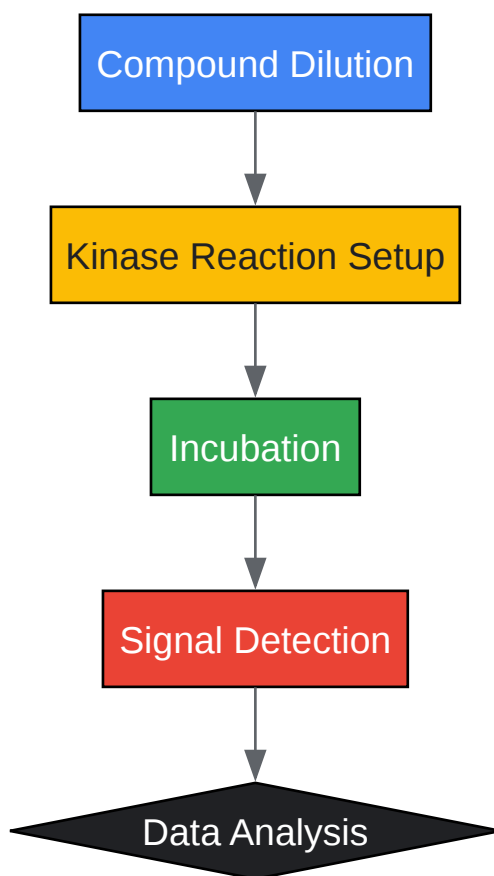 Compound Dilution
Kinase Reaction Setup
Incubation
Signal Detection
Data Analysis